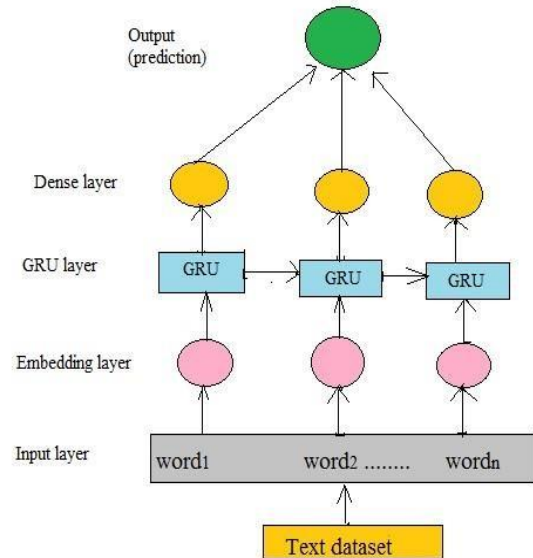 Output
(prediction)
Dense layer
GRU layer
GRU
GRU
GRU
Embedding layer
Input layer
word1
word2 ........
wordn
Text dataset